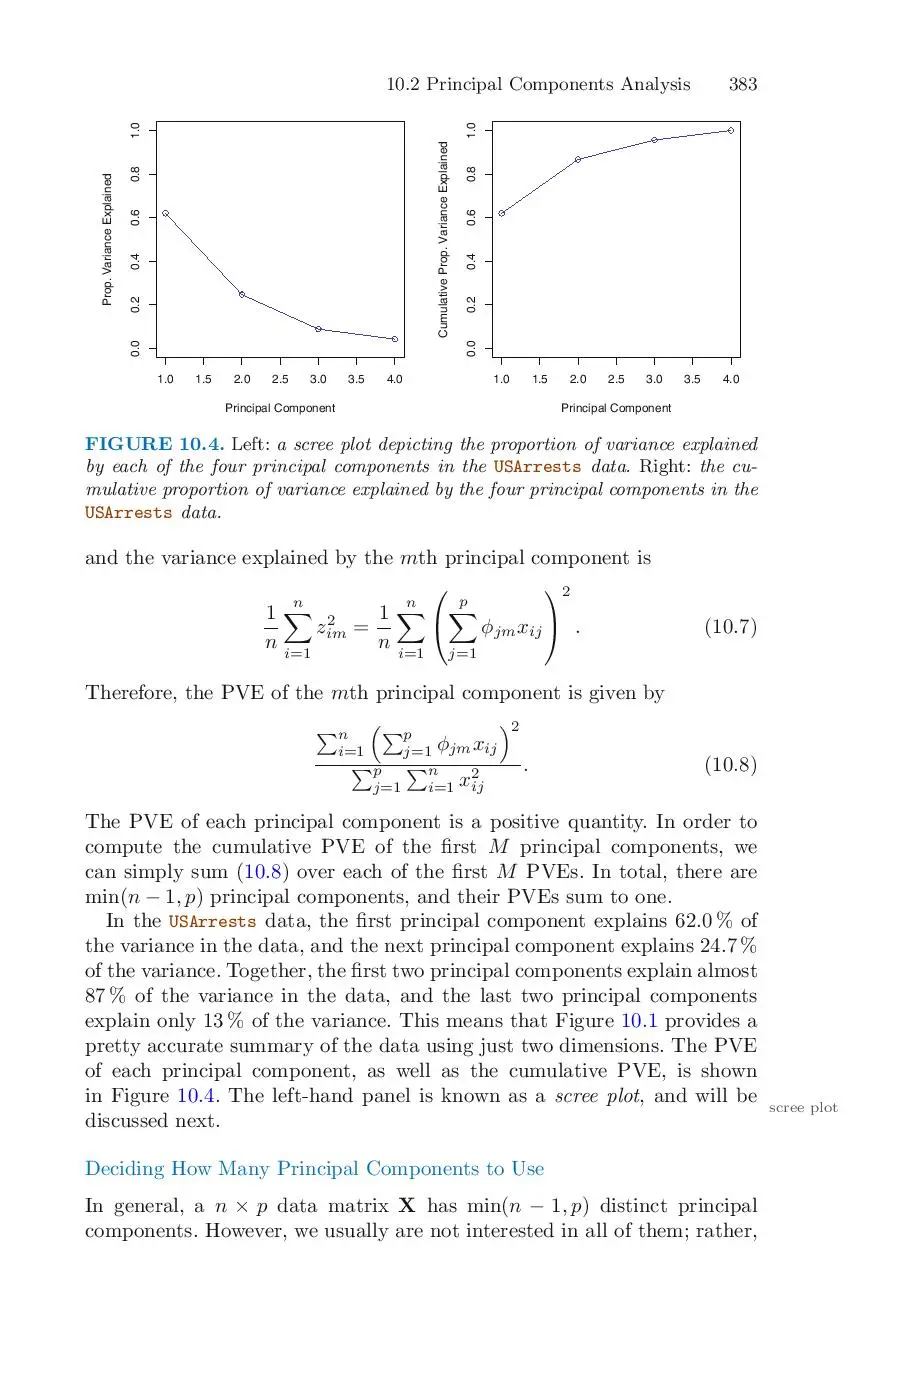 10.2 Principal Components Analysis 383
Prop. Variance Explained
0.0 0.2 0.4 0.6 0.8 1.0
1.0 1.5 2.0 2.5 3.0 3.5 4.0
Principal Component
Cumulative Prop. Variance Explained
0.0 0.2 0.4 0.6 0.8 1.0
1.0 1.5 2.0 2.5 3.0 3.5 4.0
Principal Component
FIGURE 10.4. Left: a scree plot depicting the proportion of variance explained
by each of the four principal components in the USArrests data. Right: the cu-
mulative proportion of variance explained by the four principal components in the
USArrests data.
and the variance explained by the mth principal component is
\frac{1}{n} \sum_{i=1}^{n} z_{im}^2 = \frac{1}{n} \sum_{i=1}^{n} \left( \sum_{j=1}^{p} \phi_{jm} x_{ij} \right)^2 . (10.7)
Therefore, the PVE of the mth principal component is given by
\frac{\sum_{i=1}^{n} \left( \sum_{j=1}^{p} \phi_{jm} x_{ij} \right)^2}{\sum_{j=1}^{p} \sum_{i=1}^{n} x_{ij}^2} . (10.8)
The PVE of each principal component is a positive quantity. In order to
compute the cumulative PVE of the first M principal components, we
can simply sum (10.8) over each of the first M PVEs. In total, there are
min(n − 1, p) principal components, and their PVEs sum to one.
In the USArrests data, the first principal component explains 62.0 % of
the variance in the data, and the next principal component explains 24.7 %
of the variance. Together, the first two principal components explain almost
87 % of the variance in the data, and the last two principal components
explain only 13 % of the variance. This means that Figure 10.1 provides a
pretty accurate summary of the data using just two dimensions. The PVE
of each principal component, as well as the cumulative PVE, is shown
in Figure 10.4. The left-hand panel is known as a scree plot, and will be
scree plot
discussed next.
Deciding How Many Principal Components to Use
In general, a n × p data matrix X has min(n − 1, p) distinct principal
components. However, we usually are not interested in all of them; rather,